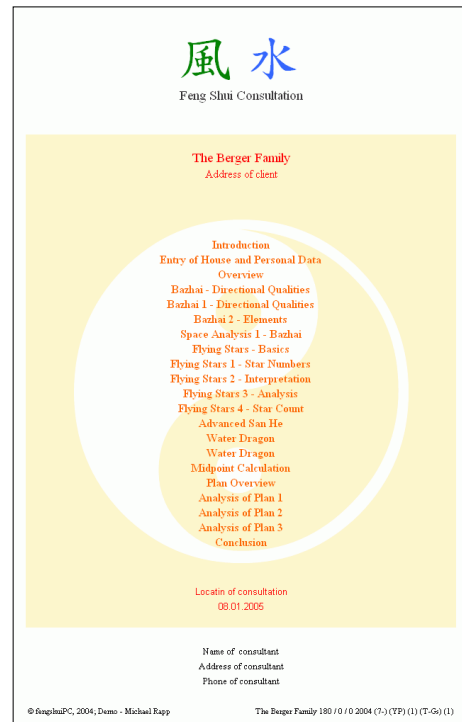 風 水
Feng Shui Consultation
The Berger Family
Address of client
Introduction
Entry of House and Personal Data
Overview
Bazhai - Directional Qualities
Bazhai 1 - Directional Qualities
Bazhai 2 - Elements
Space Analysis 1 - Bazhai
Flying Stars - Basics
Flying Stars 1 - Star Numbers
Flying Stars 2 - Interpretation
Flying Stars 3 - Analysis
Flying Stars 4 - Star Count
Advanced San He
Water Dragon
Water Dragon
Midpoint Calculation
Plan Overview
Analysis of Plan 1
Analysis of Plan 2
Analysis of Plan 3
Conclusion
Locatin of consultation
08.01.2005
Name of consultant
Address of consultant
Phone of consultant
© fengshuiPC, 2004; Demo - Michael Rapp
The Berger Family 180 / 0 / 0 2004 (7-) (YP) (1) (T-Gs) (1)